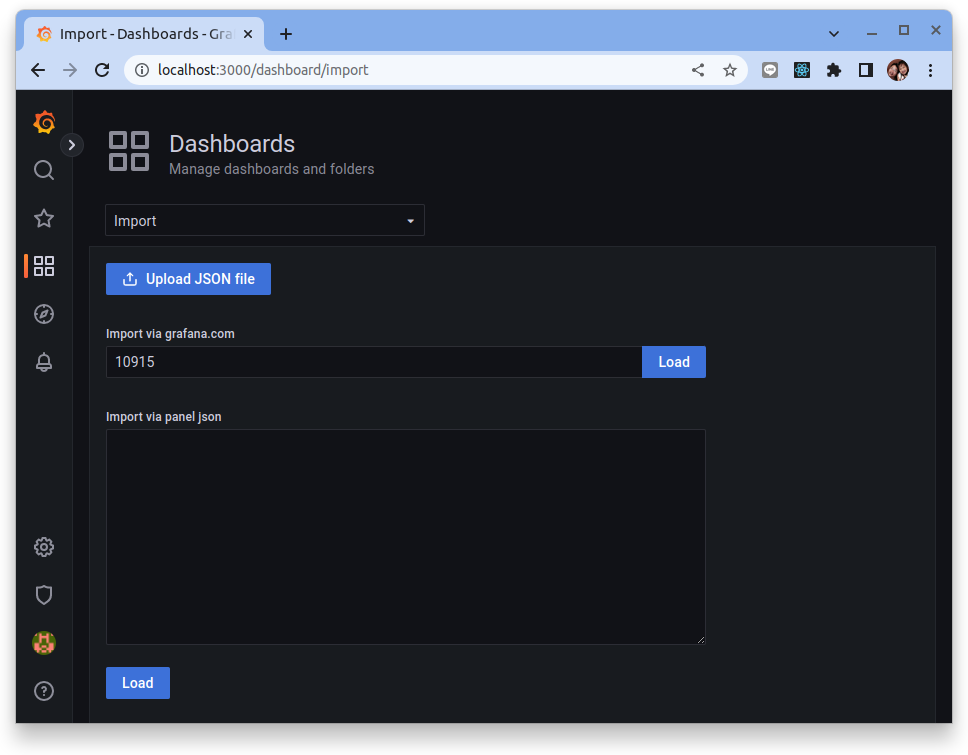 Import - Dashboards - Gra
localhost:3000/dashboard/import
Dashboards
Manage dashboards and folders
Import
Upload JSON file
Import via grafana.com
10915
Load
Import via panel json
Load